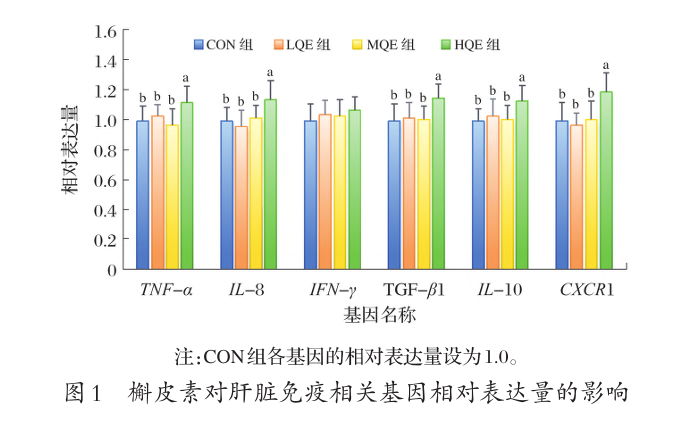 1.6
CON 组 LQE 组 MQE 组 HQE 组
1.4
1.2
1.0
0.8
0.6
0.4
0.2
0
相对表达量
b b b a
b b b a
b b b a
b b b a
b b b a
TNF-α IL-8 IFN-γ TGF-β1 IL-10 CXCR1
基因名称
注:CON组各基因的相对表达量设为1.0。
图1 槲皮素对肝脏免疫相关基因相对表达量的影响